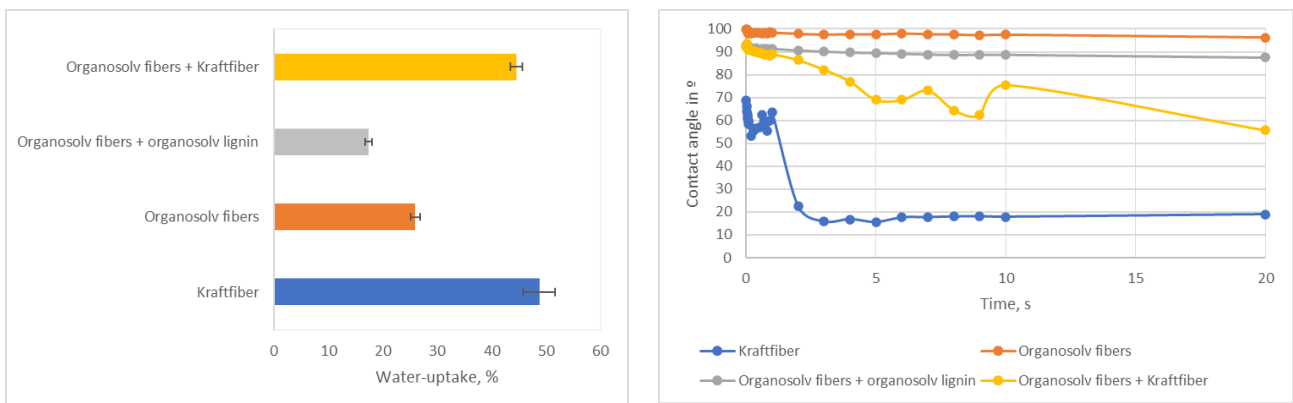 Organosolv fibers + Kraftfiber
Organosolv fibers + organosolv lignin
Organosolv fibers
Kraftfiber
0 10 20 30 40 50 60
Water-uptake, %
100
90
80
70
60
50
40
30
20
10
0
Contact angle in º
0 5 10 15 20
Time, s
Kraftfiber Organosolv fibers
Organosolv fibers + organosolv lignin Organosolv fibers + Kraftfiber